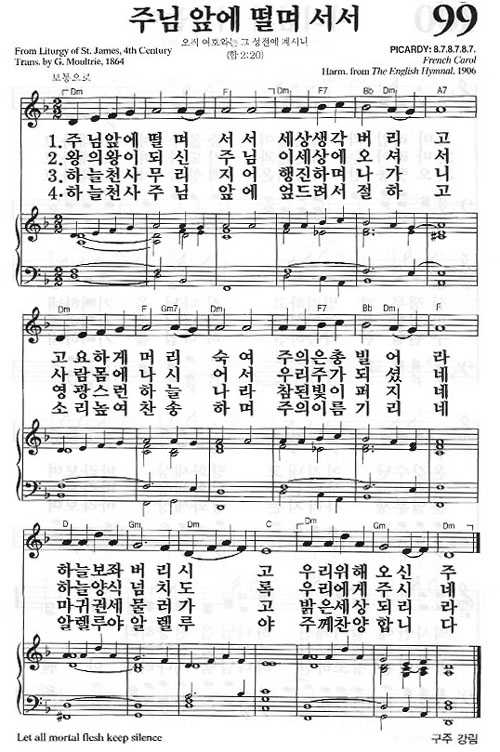 주님 앞에 떨며 서서
99
오직 여호와는 그 성전에 계시니
(합 2:20)
From Liturgy of St. James, 4th Century
Trans. by G. Moultrie, 1864
PICARDY: 8.7.8.7.8.7.
French Carol
Harm. from The English Hymnal, 1906
보통으로
Dm Dm F7 Bb Dm A7
1. 주님앞에 떨며 서서 세상생각 버리고
2. 왕의왕이 되신 주님 이세상에 오셔서
3. 하늘천사 무리 지어 행진하며 나가니
4. 하늘천사 주님 앞에 엎드려서 절하고
Dm F Gm7 Dm F7 Bb Gm Dm
고요하게 머리 숙여 주의은총 빌어라
사람몸에 나시어서 우리주가 되셨네
영광스런 하늘나라 참된빛이 퍼지네
소리높여 찬송하며 주의이름 기리네
D Gm Dm C Dm Gm Dm
하늘보좌 버리시고 우리위해 오신 주
하늘양식 넘치도록 우리에게 주시네
마귀권세 물러가고 밝은세상 되리라
알렐루야 알렐루야 주께찬양 합니다
Let all mortal flesh keep silence
구주 강림